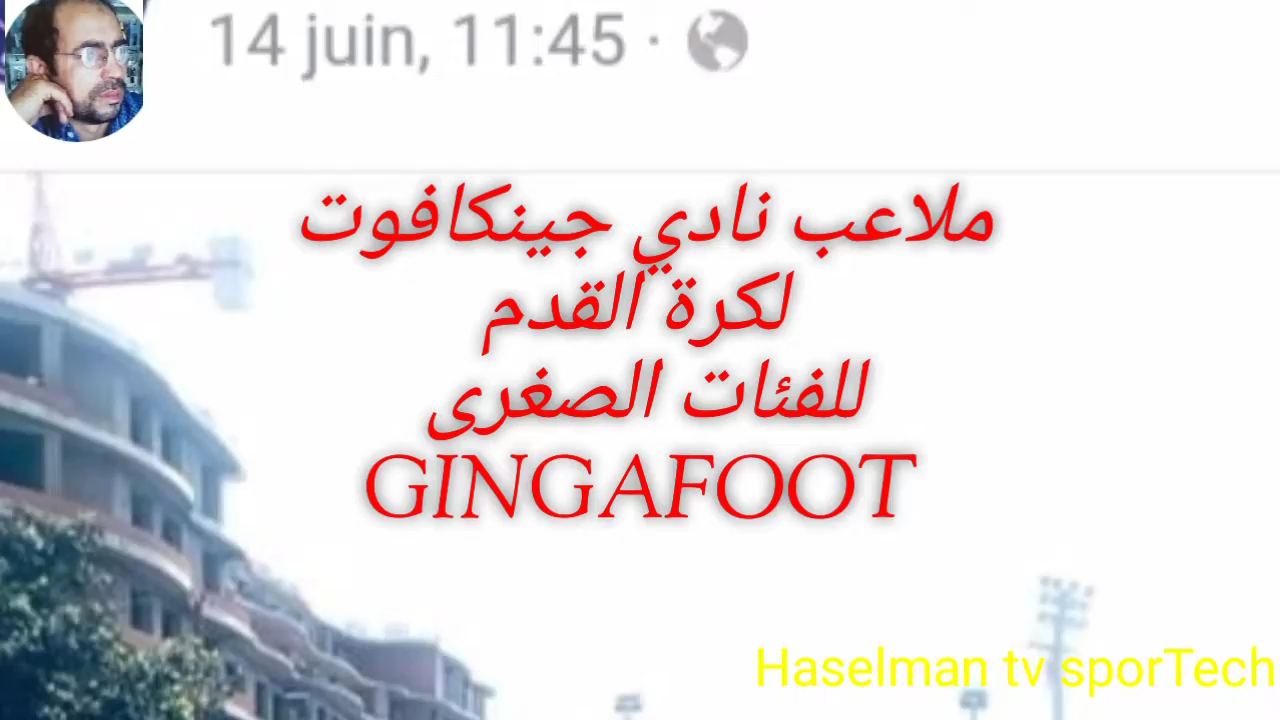 14 juin, 11:45 ·
ملاعب نادي جينكافوت
لكرة القدم
للفئات الصغرى
GINGAFOOT
Haselman tv sporTech